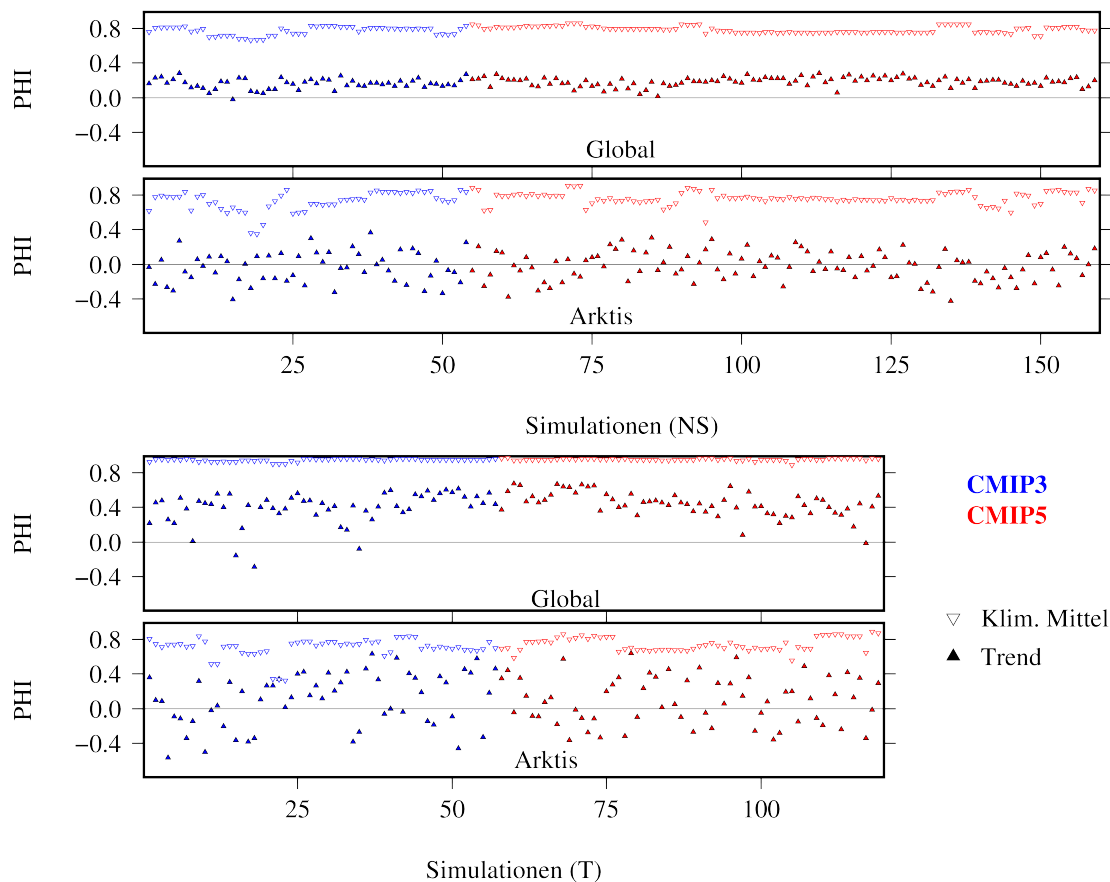 PHI
0.8
0.4
0.0
−0.4
Global
PHI
0.8
0.4
0.0
−0.4
Arktis
25 50 75 100 125 150
Simulationen (NS)
PHI
0.8
0.4
0.0
−0.4
Global
CMIP3
CMIP5
PHI
0.8
0.4
0.0
−0.4
Arktis
Klim. Mittel
Trend
25 50 75 100
Simulationen (T)